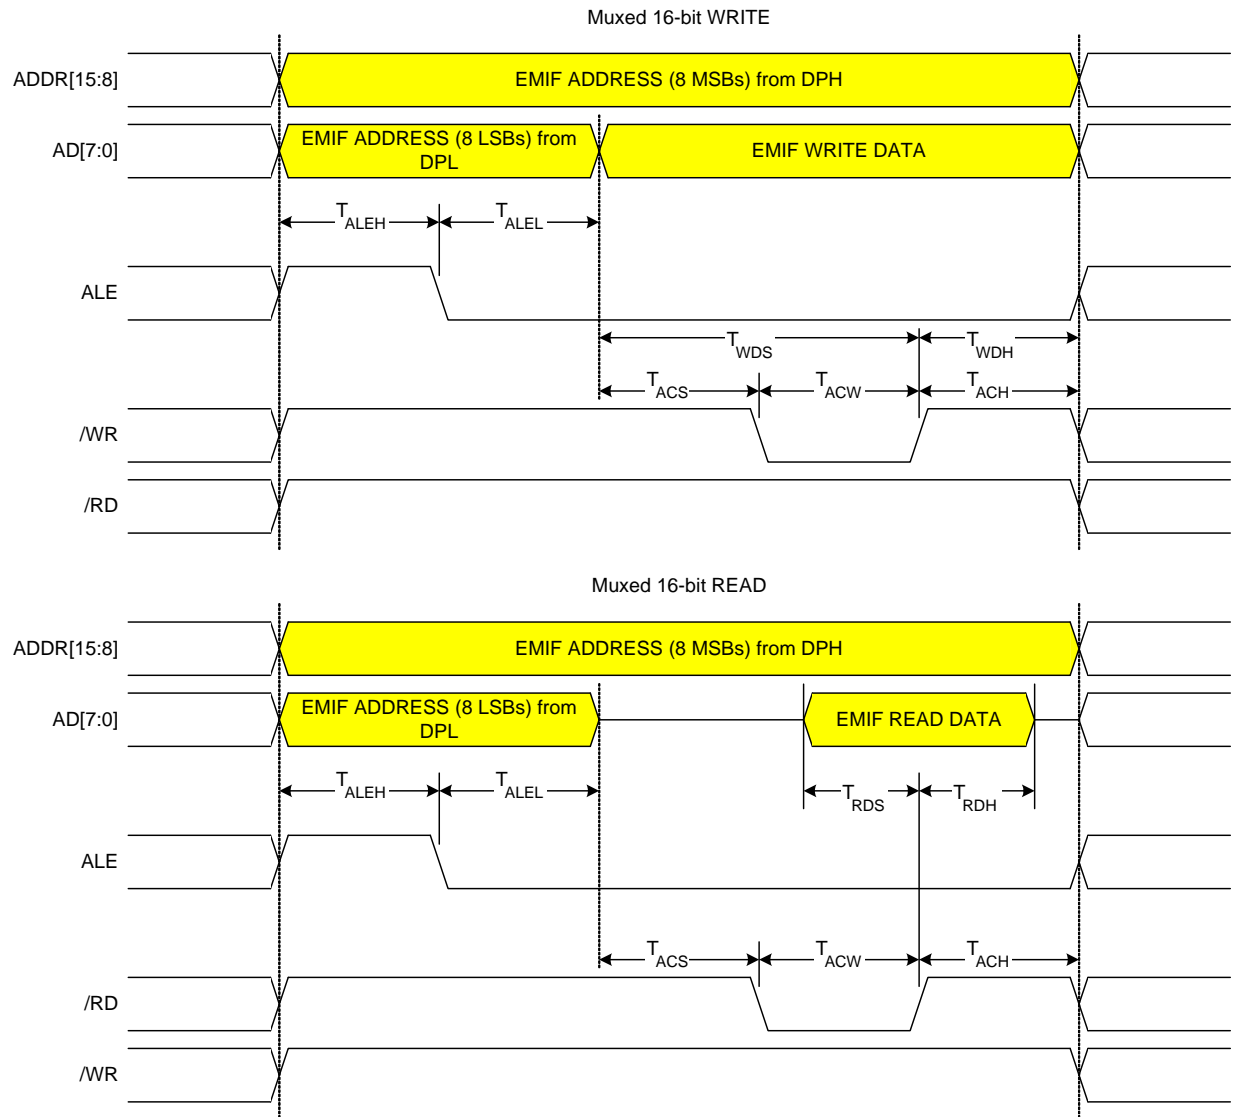 Muxed 16-bit WRITE
ADDR[15:8]
EMIF ADDRESS (8 MSBs) from DPH
AD[7:0]
EMIF ADDRESS (8 LSBs) from
DPL
EMIF WRITE DATA
TALEH
TALEL
ALE
TWDS
TWDH
TACS
TACW
TACH
/WR
/RD
Muxed 16-bit READ
ADDR[15:8]
EMIF ADDRESS (8 MSBs) from DPH
AD[7:0]
EMIF ADDRESS (8 LSBs) from
DPL
EMIF READ DATA
TALEH
TALEL
TRDS
TRDH
ALE
TACS
TACW
TACH
/RD
/WR